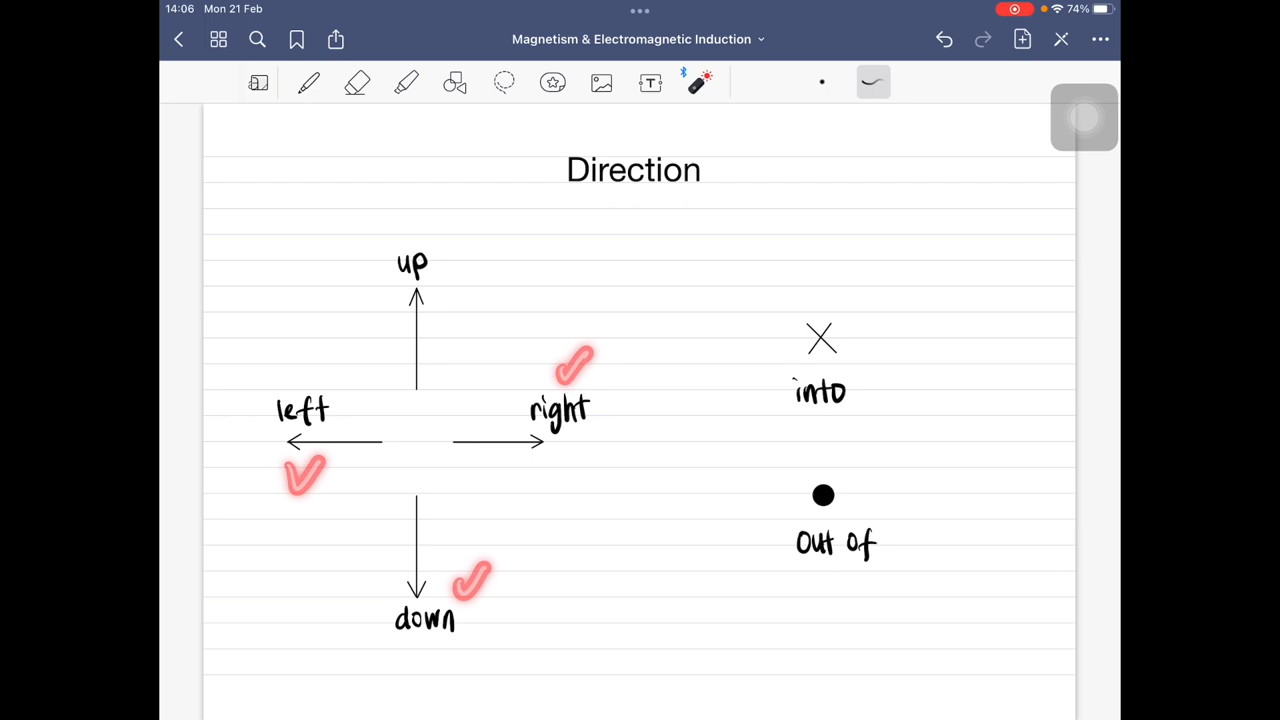 14:06 Mon 21 Feb
74%
Magnetism & Electromagnetic Induction
T
Direction
up
left
right
down
into
out of